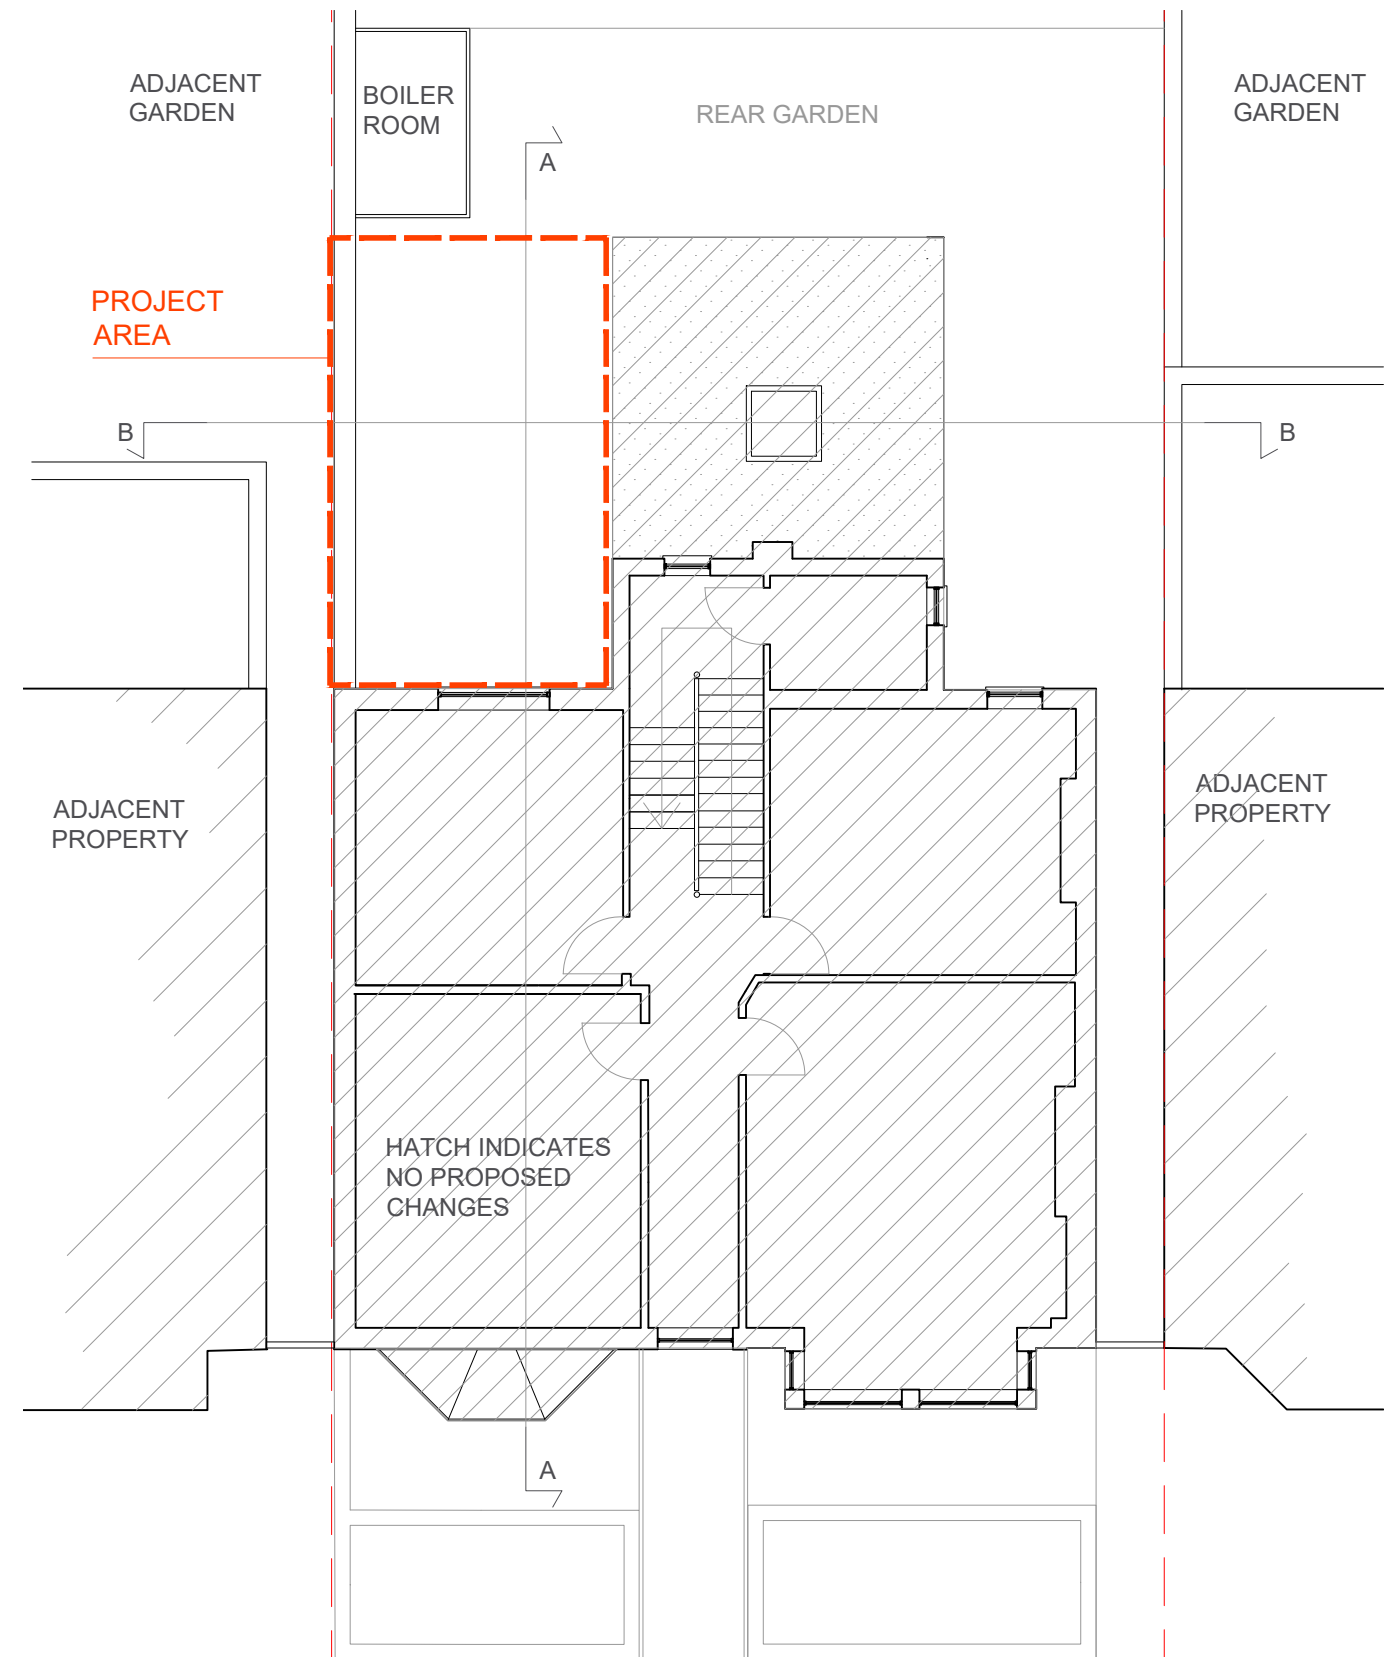 ADJACENT
GARDEN
BOILER
ROOM
REAR GARDEN
ADJACENT
GARDEN
A
PROJECT
AREA
B
B
ADJACENT
PROPERTY
ADJACENT
PROPERTY
HATCH INDICATES
NO PROPOSED
CHANGES
A